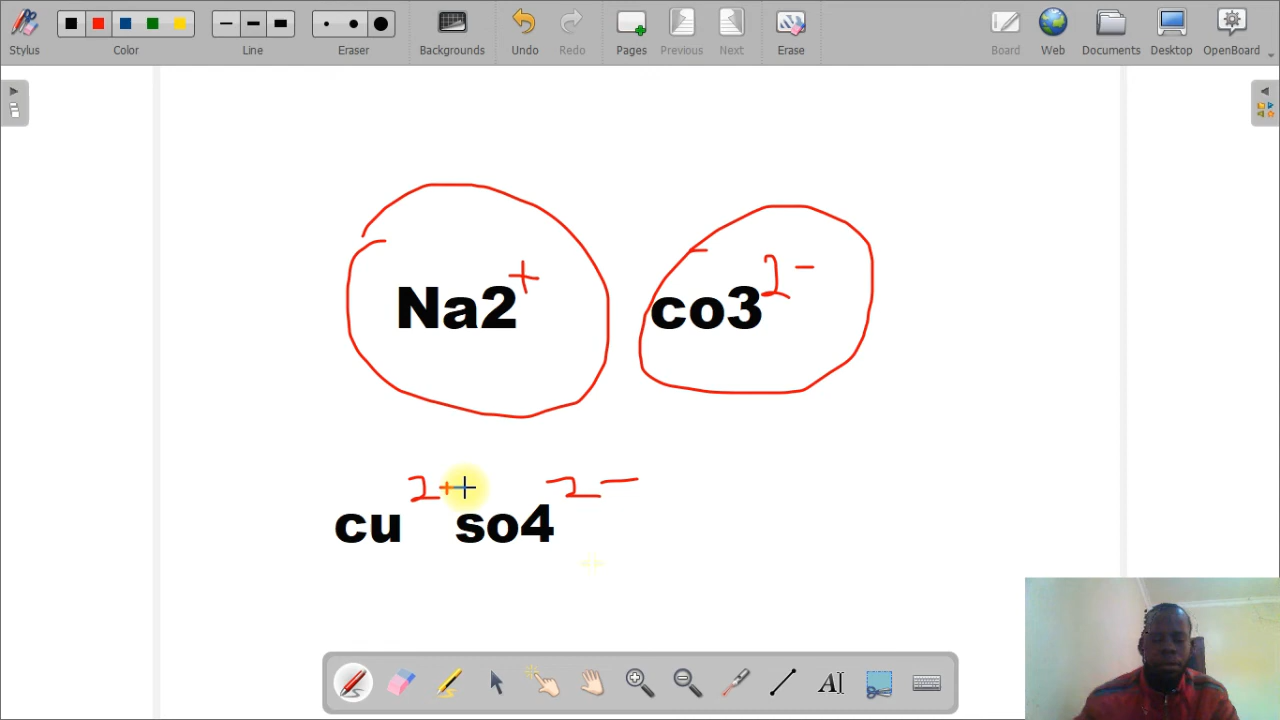 Stylus Color Line Eraser Backgrounds Undo Redo Pages Previous Next Erase Board Web Documents Desktop OpenBoard
Na2+ co3 2-
cu 2+ so4 2-
AI